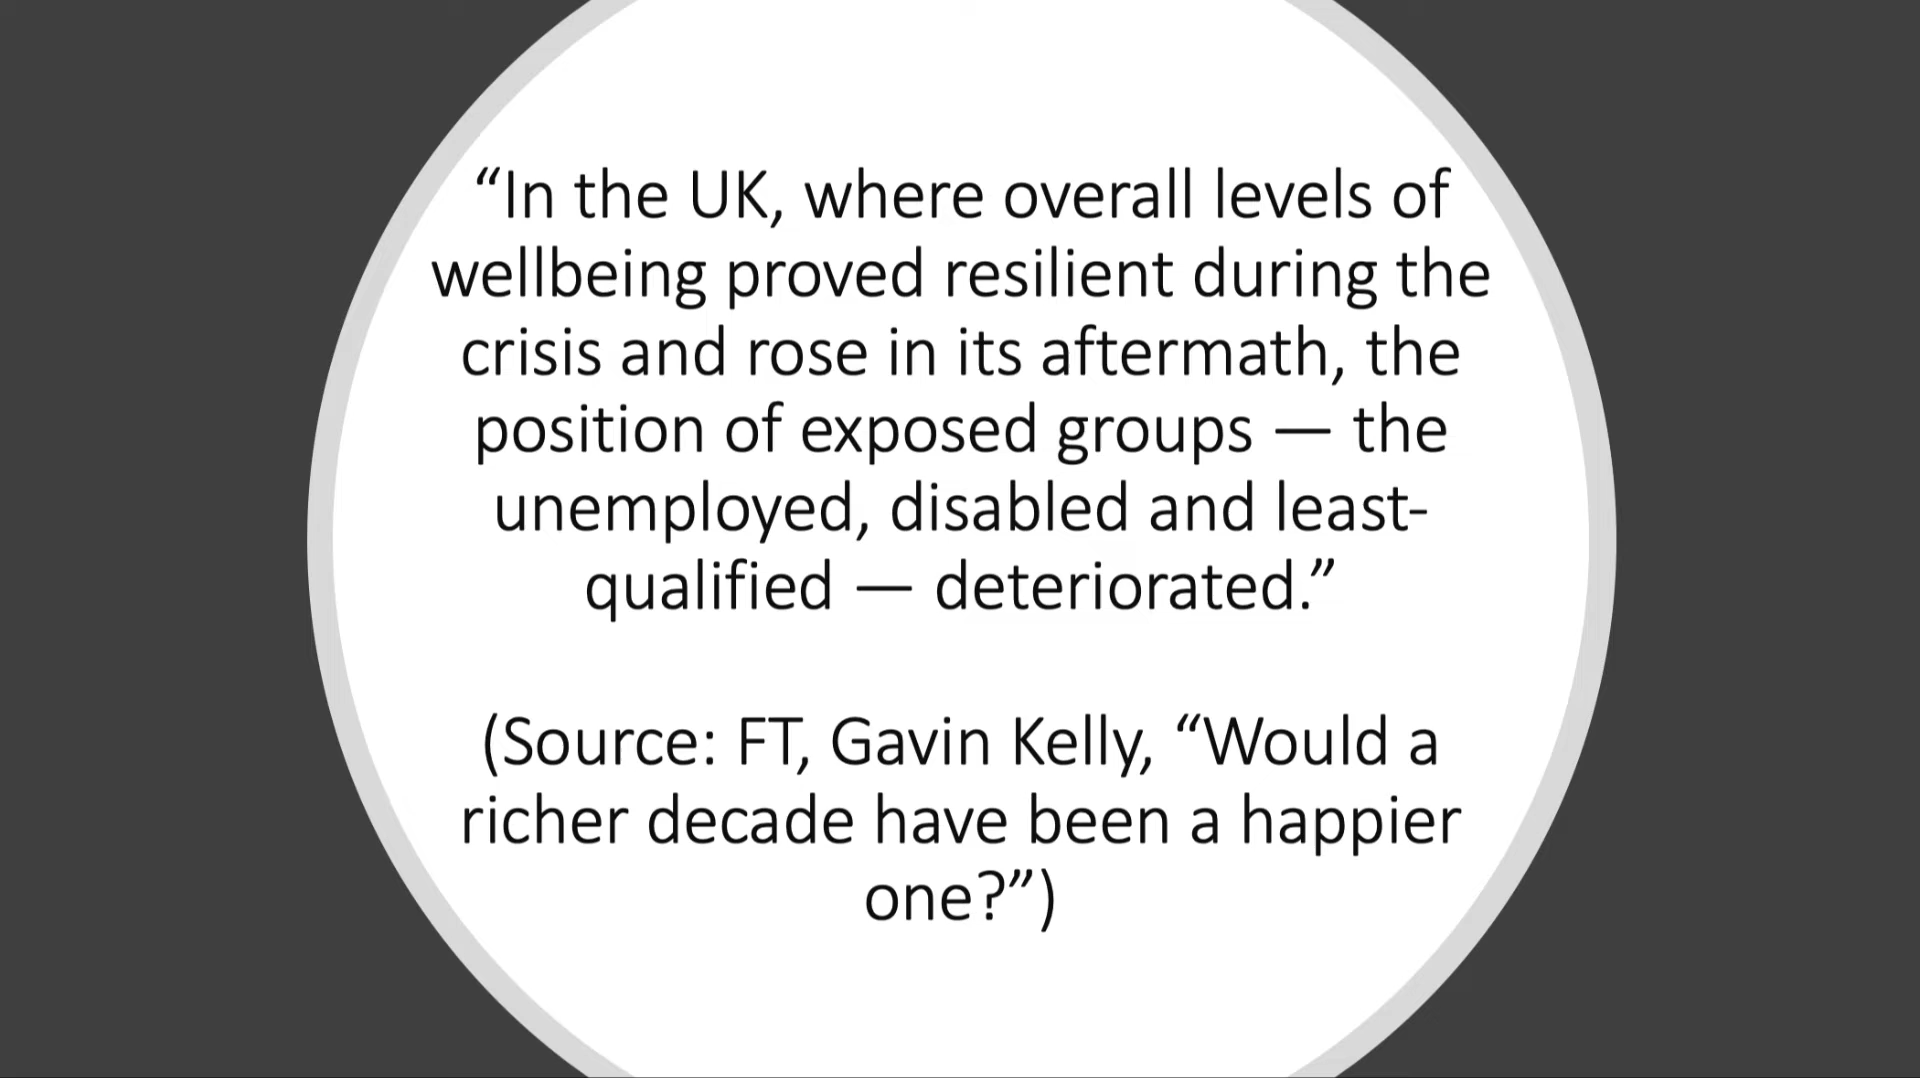 “In the UK, where overall levels of
wellbeing proved resilient during the
crisis and rose in its aftermath, the
position of exposed groups — the
unemployed, disabled and least-
qualified — deteriorated.”
(Source: FT, Gavin Kelly, “Would a
richer decade have been a happier
one?”)